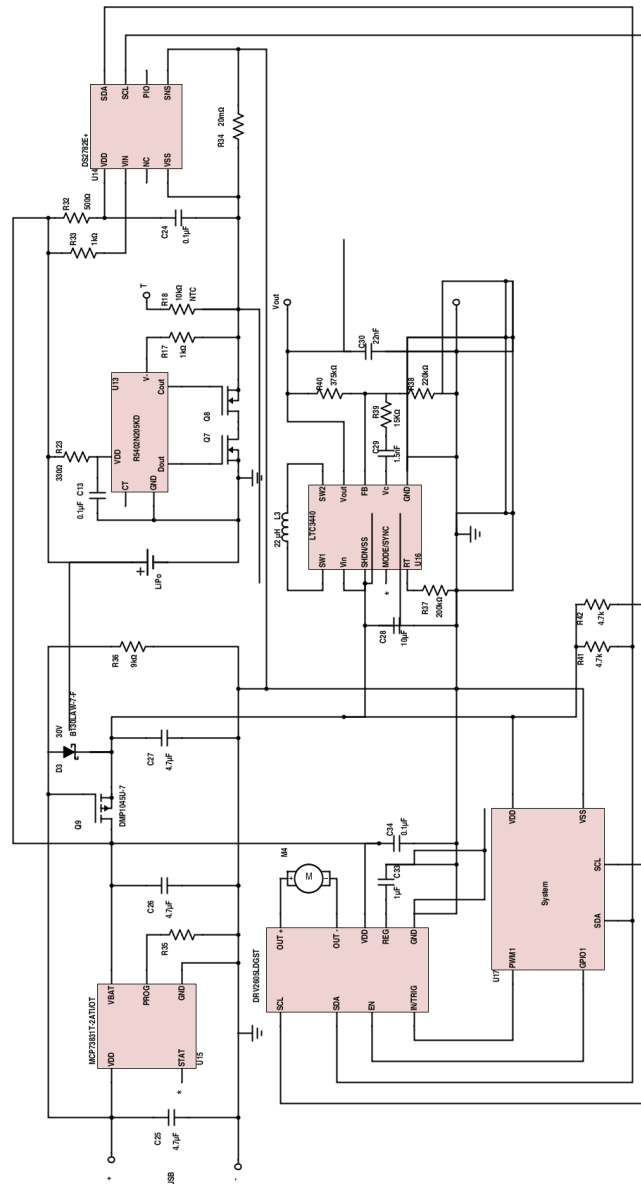 SDA
SCL
PIO
SNS
DS2782E+
U14
VDD
VIN
NC
VSS
R34
20mΩ
R32
500Ω
R33
1kΩ
C24
0.1µF
T
R18
10kΩ
NTC
R17
1kΩ
V-
U13
Cout
R5402N205KD
VDD
CT
GND
Dout
R23
330Ω
C13
0.1µF
Q8
Q7
+
LiPo
Vout
C30
22nF
R40
375kΩ
R38
220kΩ
R39
15KΩ
C29
1.5nF
L3
22 µH
SW2
Vout
FB
Vc
GND
LTC3440
SW1
Vin
SHDN/SS
MODE/SYNC
RT
U16
*
R37
200kΩ
C28
10µF
R42
4.7k
R41
4.7k
R36
9kΩ
30V
B130LAW-7-F
D3
C27
4.7µF
Q9
DMP1045U-7
C26
4.7µF
R35
MCP73831T-2ATI/OT
VBAT
PROG
GND
VDD
STAT
U15
*
C25
4.7µF
+
USB
-
M4
+
M
-
C34
0.1µF
C33
1µF
DRV2605LDGST
OUT +
OUT -
VDD
REG
GND
SCL
SDA
EN
IN/TRIG
VDD
VSS
System
SCL
SDA
U17
PWM1
GPIO1